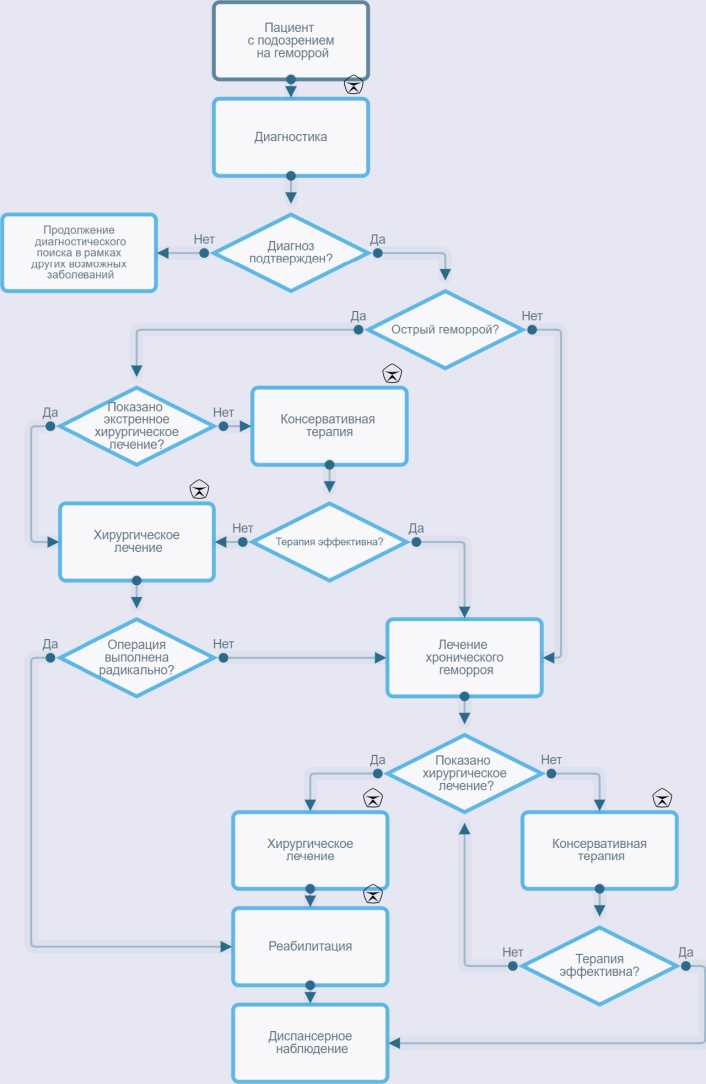 Пациент
с подозрением
на геморрой
Диагностика
Продолжение
диагностического
поиска в рамках
других возможных
заболеваний
Нет
Диагноз
подтвержден?
Да
Да
Острый геморрой?
Нет
Да
Показано
экстренное
хирургическое
лечение?
Нет
Консервативная
терапия
Хирургическое
лечение
Нет
Терапия эффективна?
Да
Да
Операция
выполнена
радикально?
Нет
Лечение
хронического
геморроя
Да
Показано
хирургическое
лечение?
Нет
Хирургическое
лечение
Консервативная
терапия
Реабилитация
Нет
Терапия
эффективна?
Да
Диспансерное
наблюдение